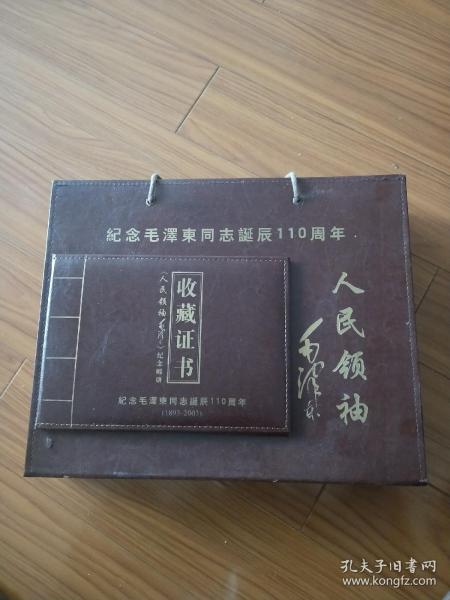 紀念毛澤東同志誕辰110周年
人民领袖
毛泽东
收藏证书
《人民领袖毛泽东》纪念邮册
紀念毛澤東同志誕辰110周年
(1893-2003)
孔夫子旧书网
www.kongfz.com